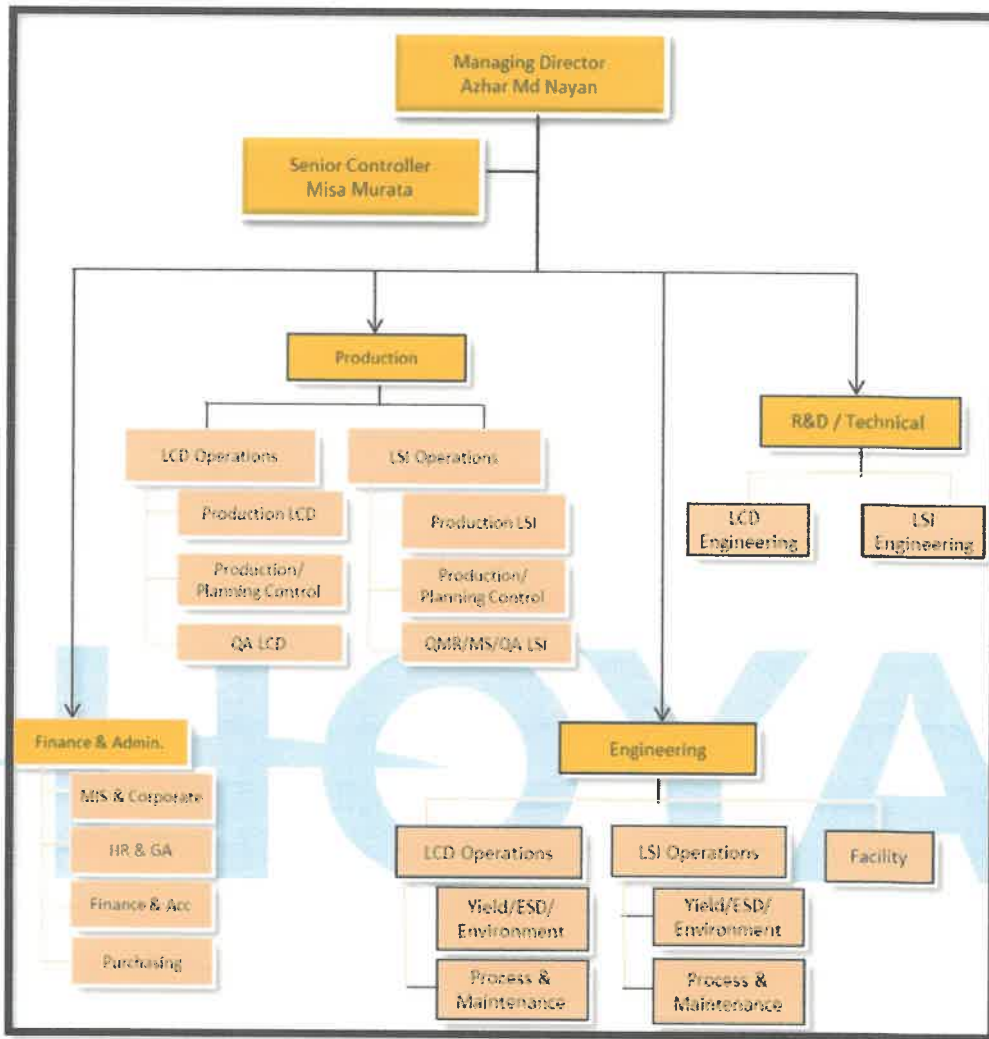 Managing Director
Azhar Md Nayan
Senior Controller
Misa Murata
Production
R&D / Technical
LCD Operations
LSI Operations
Production LCD
Production LSI
LCD
Engineering
LSI
Engineering
Production/
Planning Control
Production/
Planning Control
QA LCD
QMR/MS/QA LSI
HOYA
Finance & Admin.
Engineering
MIS & Corporate
HR & GA
LCD Operations
LSI Operations
Facility
Finance & Acc
Yield/ESD/
Environment
Yield/ESD/
Environment
Purchasing
Process &
Maintenance
Process &
Maintenance